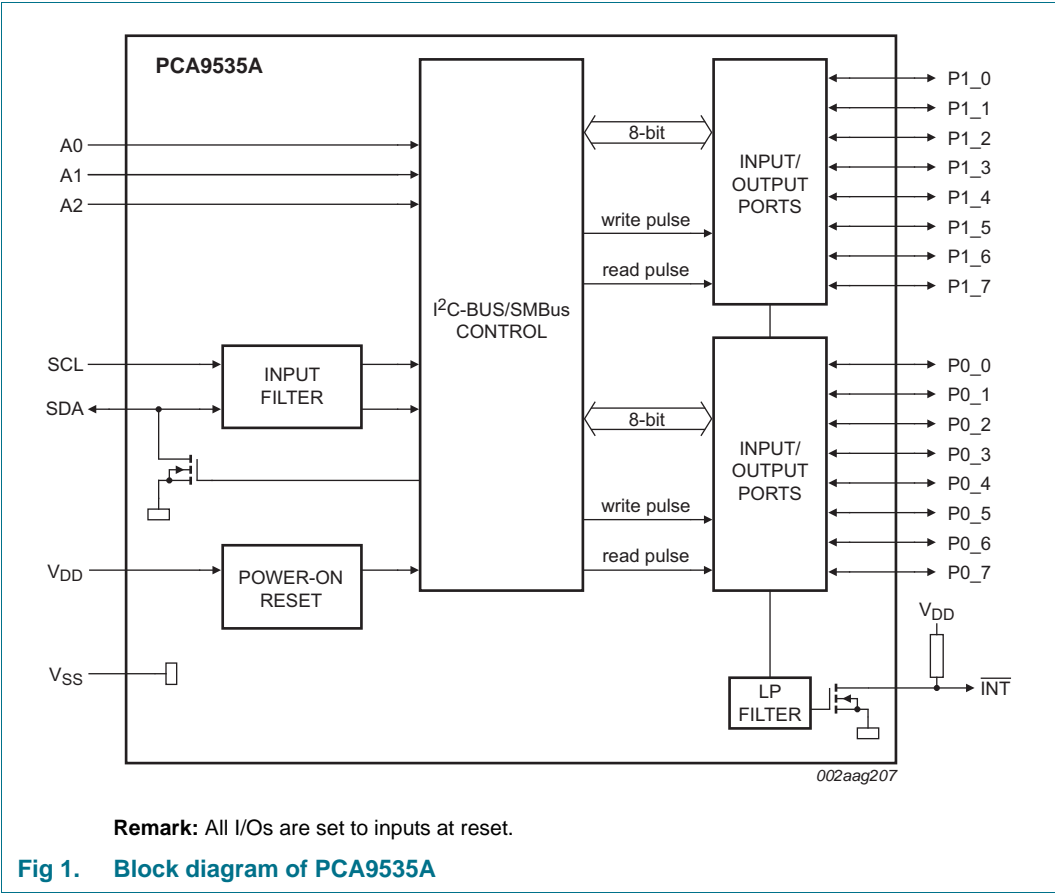 PCA9535A
A0
A1
A2
SCL
SDA
VDD
VSS
INPUT
FILTER
POWER-ON
RESET
I2C-BUS/SMBus
CONTROL
8-bit
write pulse
read pulse
8-bit
write pulse
read pulse
INPUT/
OUTPUT
PORTS
INPUT/
OUTPUT
PORTS
LP
FILTER
P1_0
P1_1
P1_2
P1_3
P1_4
P1_5
P1_6
P1_7
P0_0
P0_1
P0_2
P0_3
P0_4
P0_5
P0_6
P0_7
VDD
INT
002aag207
Remark: All I/Os are set to inputs at reset.
Fig 1. Block diagram of PCA9535A